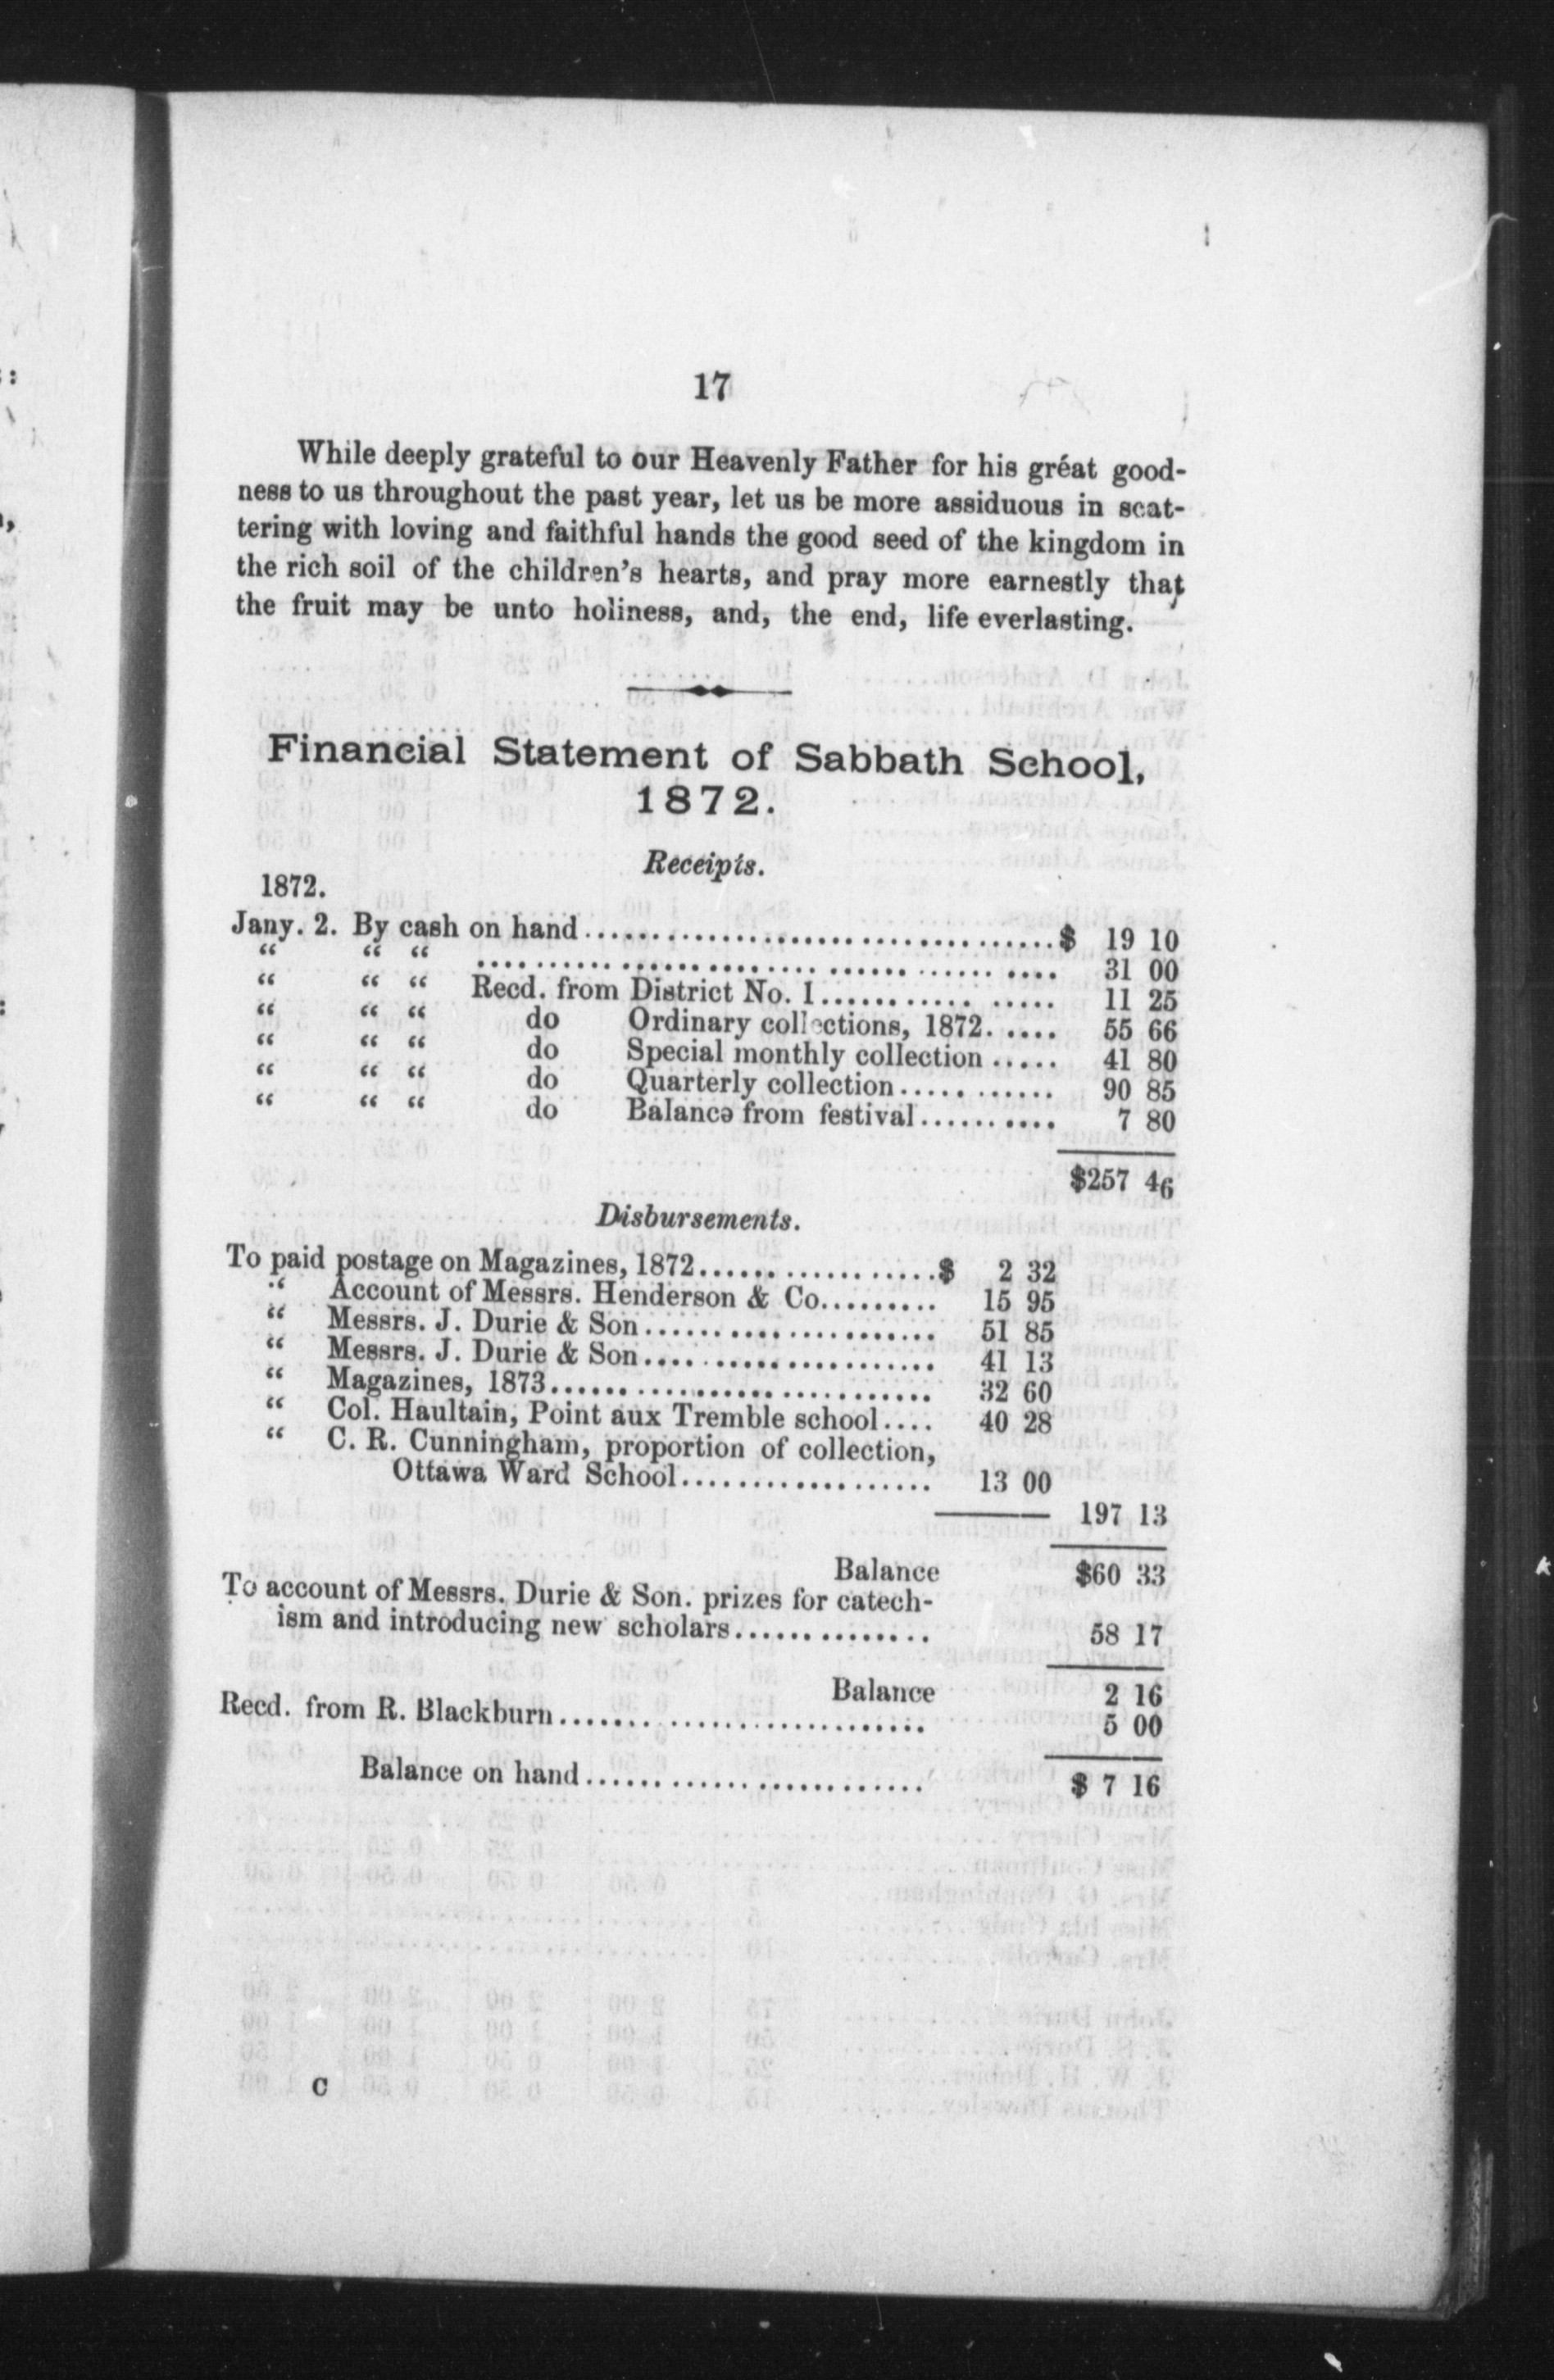 17
While deeply grateful to our Heavenly Father for his gréat good-
ness to us throughout the past year, let us be more assiduous in scat-
tering with loving and faithful hands the good seed of the kingdom in
the rich soil of the children's hearts, and pray more earnestly that
the fruit may be unto holiness, and, the end, life everlasting.
Financial Statement of Sabbath School,
1872.
Receipts.
1872.
Jany. 2. By cash on hand.................................... $ 19 10
“ “ “ .......................................... 31 00
“ “ “ Recd. from District No. 1................ 11 25
“ “ “ do Ordinary collections, 1872..... 55 66
“ “ “ do Special monthly collection..... 41 80
“ “ “ do Quarterly collection............ 90 85
“ “ “ do Balance from festival.......... 7 80
$257 46
Disbursements.
To paid postage on Magazines, 1872.................. $ 2 32
“ Account of Messrs. Henderson & Co......... 15 95
“ Messrs. J. Durie & Son...................... 51 85
“ Messrs. J. Durie & Son...................... 41 13
“ Magazines, 1873............................ 32 60
“ Col. Haultain, Point aux Tremble school.... 40 28
“ C. R. Cunningham, proportion of collection,
Ottawa Ward School................... 13 00
197 13
Balance $60 33
To account of Messrs. Durie & Son. prizes for catech-
ism and introducing new scholars.............. 58 17
Balance 2 16
Recd. from R. Blackburn.......................... 5 00
Balance on hand......................... $ 7 16
C